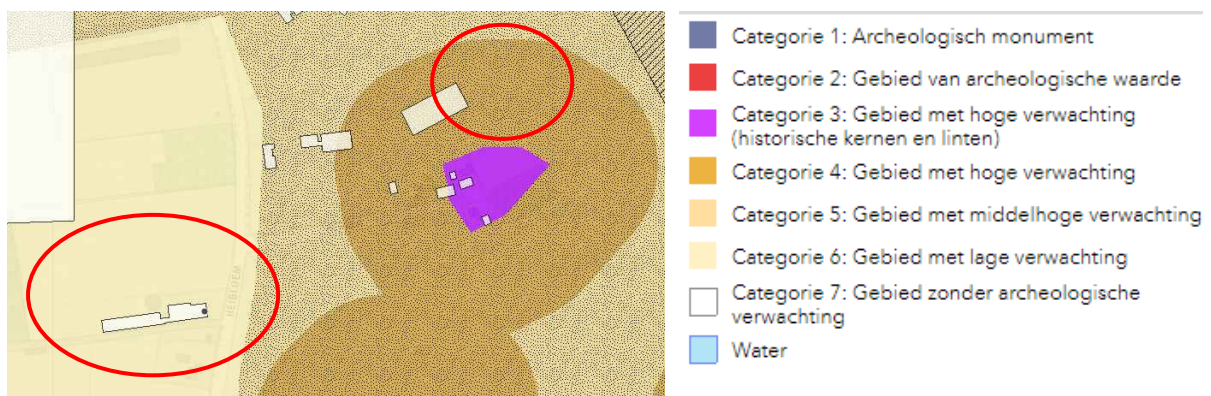 HEIBLOEM
Categorie 1: Archeologisch monument
Categorie 2: Gebied van archeologische waarde
Categorie 3: Gebied met hoge verwachting
(historische kernen en linten)
Categorie 4: Gebied met hoge verwachting
Categorie 5: Gebied met middelhoge verwachting
Categorie 6: Gebied met lage verwachting
Categorie 7: Gebied zonder archeologische
verwachting
Water